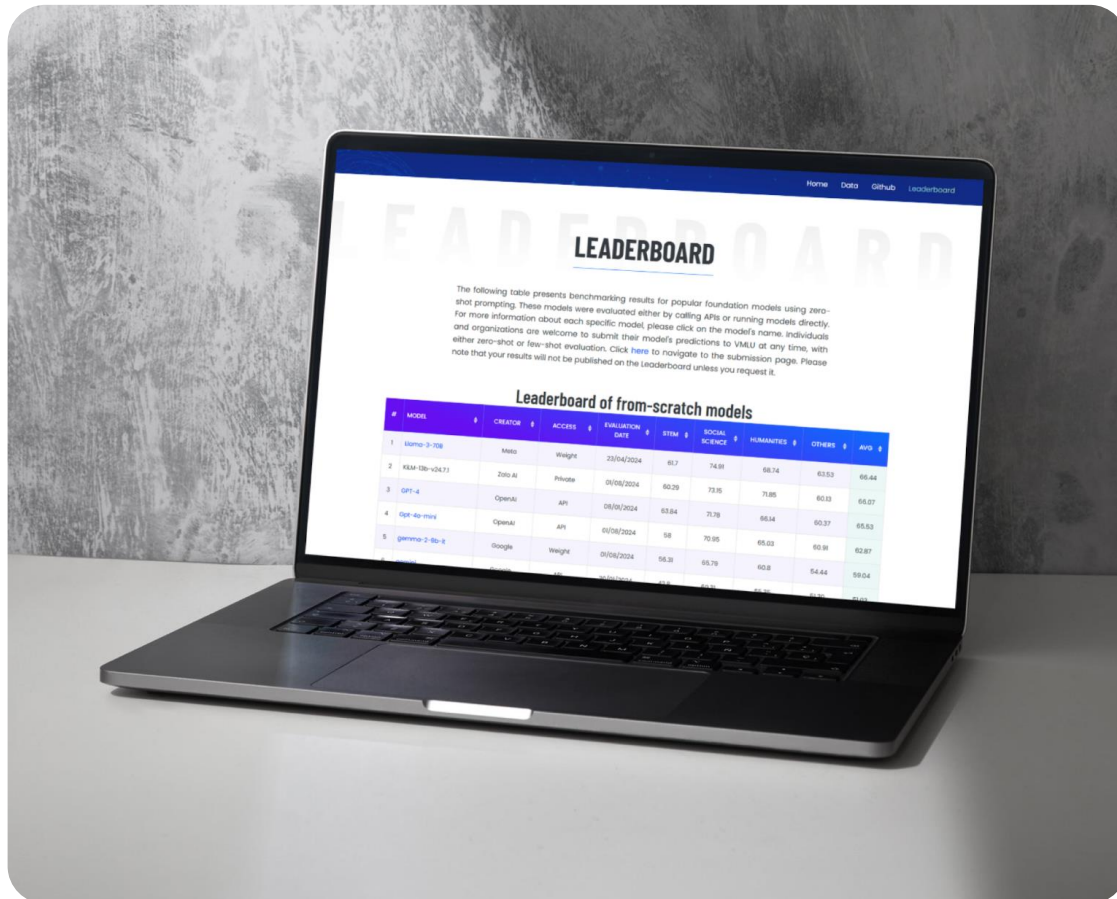 Home Data Github Leaderboard
LEADERBOARD
LEADERBOARD
The following table presents benchmarking results for popular foundation models using zero-
shot prompting. These models were evaluated either by calling APIs or running models directly.
For more information about each specific model, please click on the model's name. Individuals
and organizations are welcome to submit their model's predictions to VMLU at any time, with
either zero-shot or few-shot evaluation. Click here to navigate to the submission page. Please
note that your results will not be published on the Leaderboard unless you request it.
Leaderboard of from-scratch models
# MODEL CREATOR ACCESS EVALUATION DATE STEM SOCIAL SCIENCE HUMANITIES OTHERS AVG
1 Llama-3-70B Meta Weight 23/04/2024 61.7 74.91 68.74 63.53 66.44
2 KiLM-13b-v24.7.1 Zalo AI Private 01/08/2024 60.29 73.15 71.85 60.13 66.07
3 GPT-4 OpenAI API 08/01/2024 63.84 71.78 66.14 60.37 65.53
4 Gpt-4o-mini OpenAI API 01/08/2024 58 70.95 65.03 60.91 62.87
5 gemma-2-9b-it Google Weight 01/08/2024 56.31 65.79 60.8 54.44 59.04